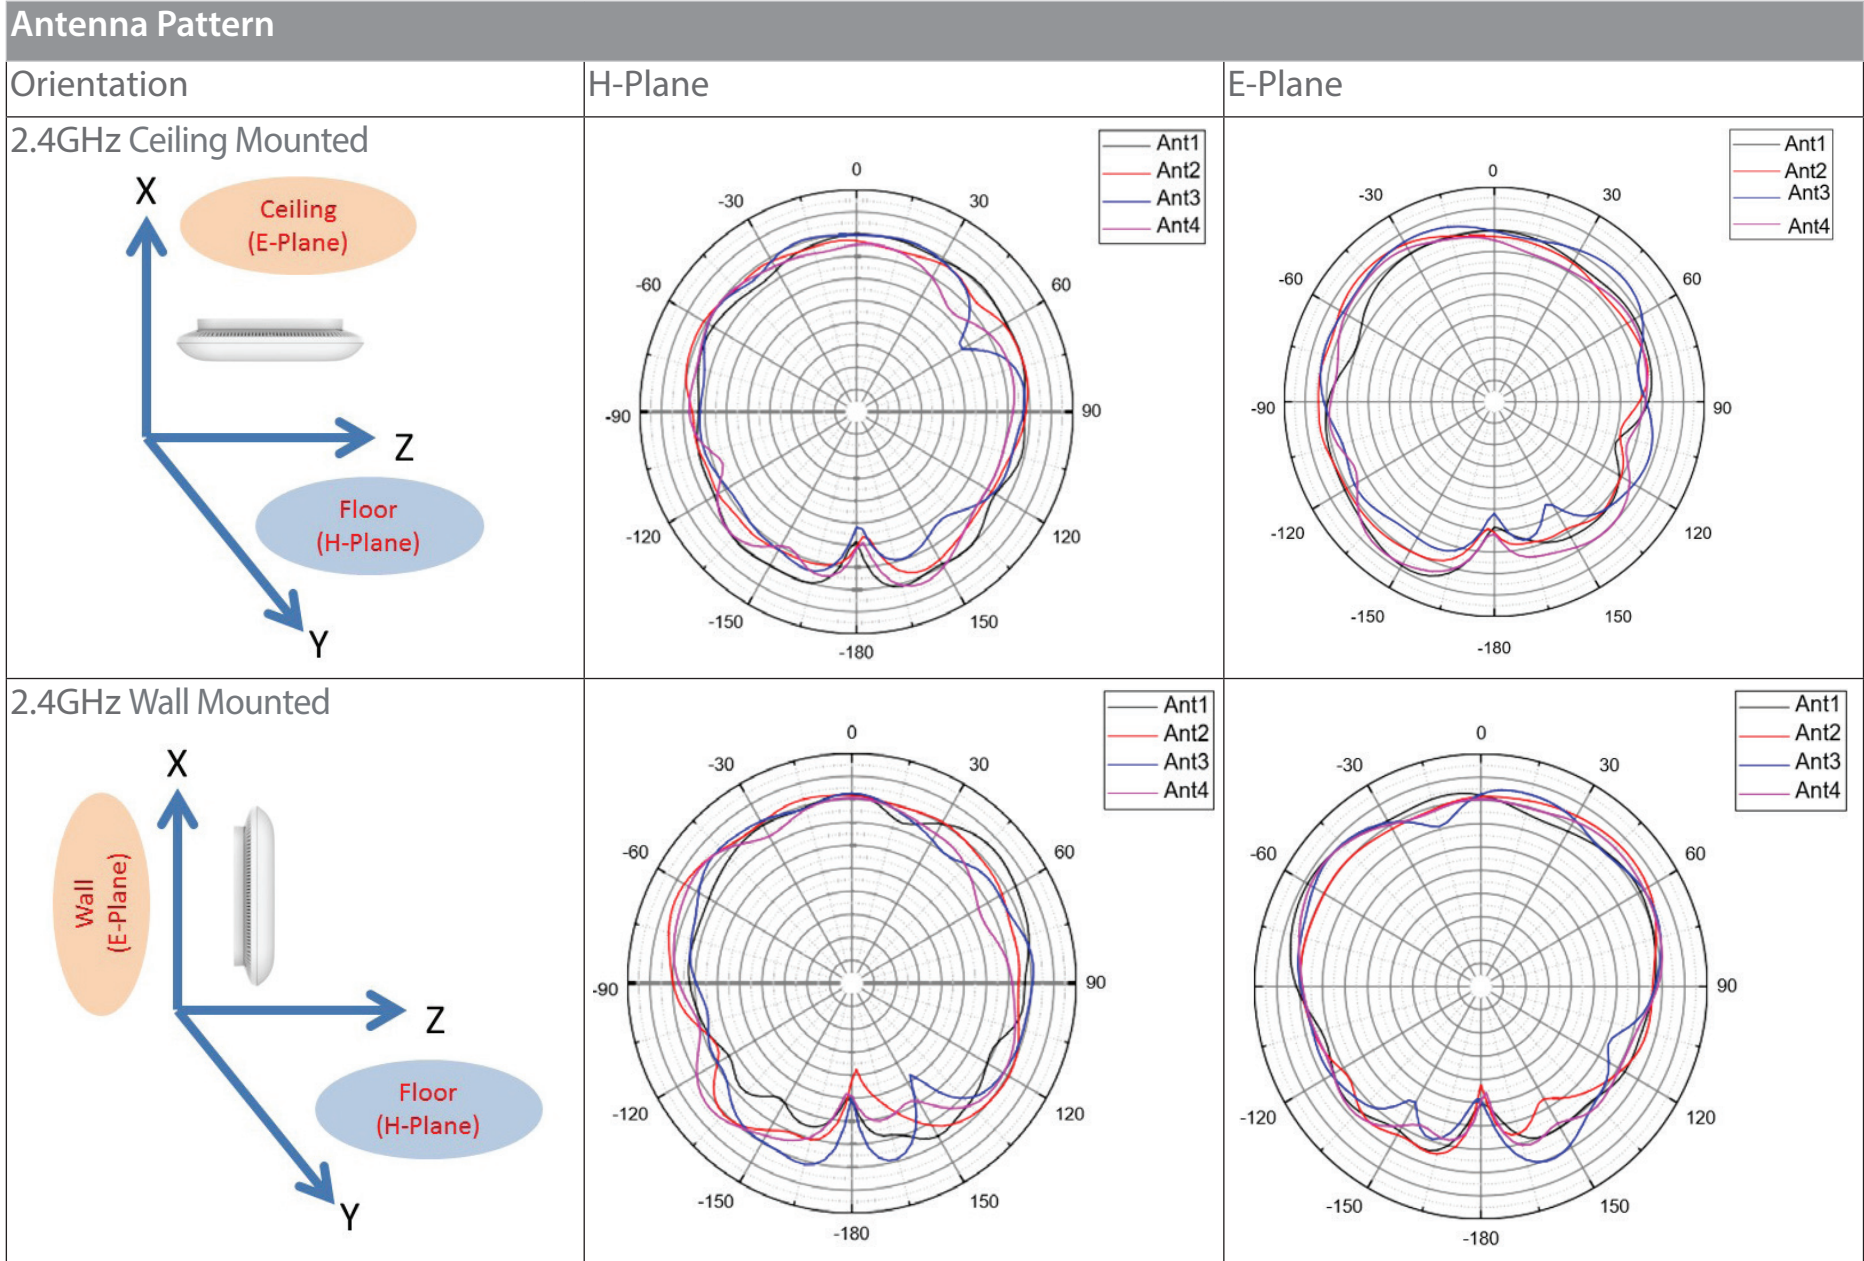 Antenna Pattern
Orientation
H-Plane
E-Plane
2.4GHz Ceiling Mounted
X
Ceiling
(E-Plane)
Z
Floor
(H-Plane)
Y
Ant1
Ant2
Ant3
Ant4
0
-30
30
-60
60
-90
90
-120
120
-150
150
-180
Ant1
Ant2
Ant3
Ant4
0
-30
30
-60
60
-90
90
-120
120
-150
150
-180
2.4GHz Wall Mounted
X
Wall
(E-Plane)
Z
Floor
(H-Plane)
Y
Ant1
Ant2
Ant3
Ant4
0
-30
30
-60
60
-90
90
-120
120
-150
150
-180
Ant1
Ant2
Ant3
Ant4
0
-30
30
-60
60
90
-120
120
-150
150
-180